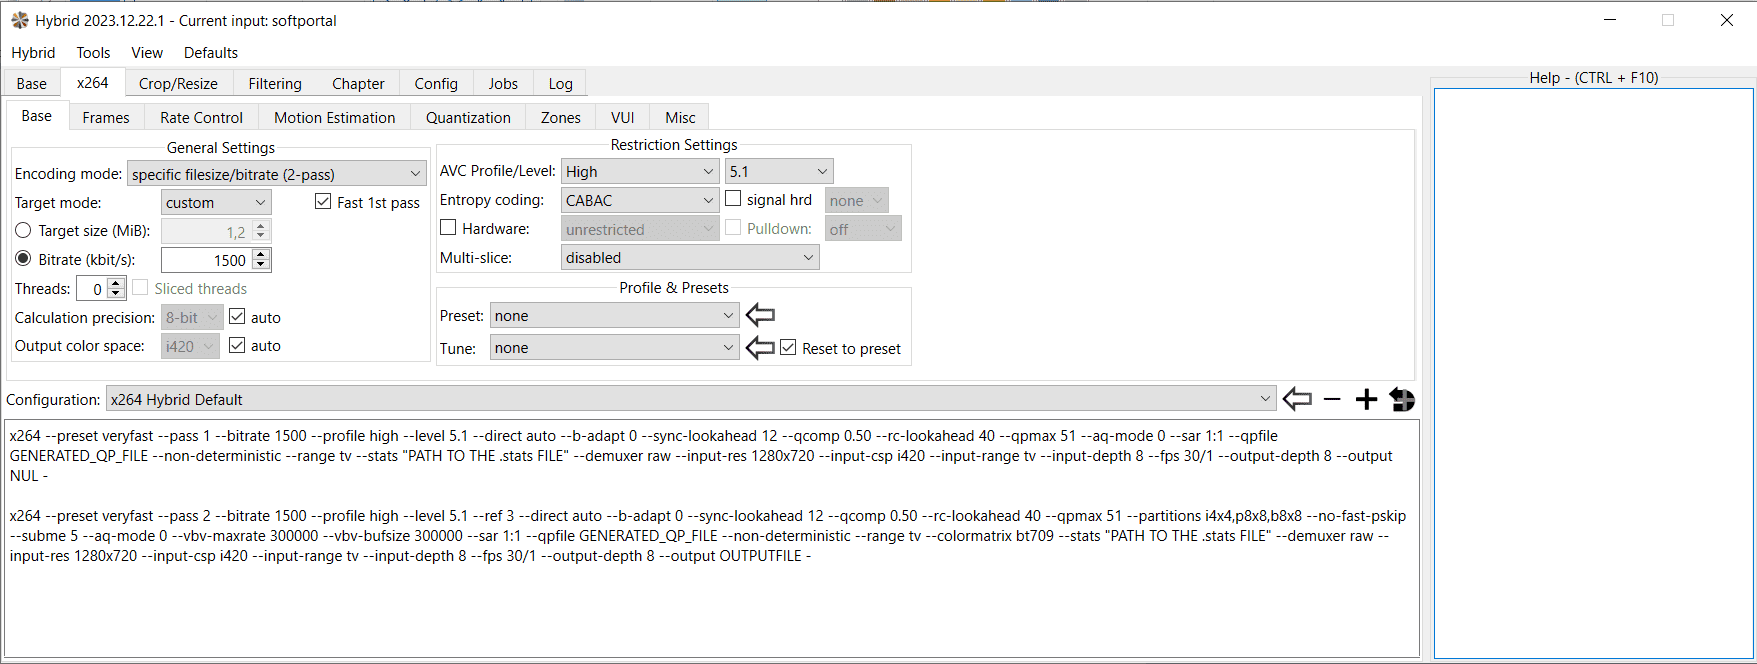 Hybrid 2023.12.22.1 - Current input: softportal
Hybrid Tools View Defaults
Base x264 Crop/Resize Filtering Chapter Config Jobs Log
Help - (CTRL + F10)
Base Frames Rate Control Motion Estimation Quantization Zones VUI Misc
General Settings
Encoding mode: specific filesize/bitrate (2-pass)
Target mode: custom Fast 1st pass
Target size (MiB): 1,2
Bitrate (kbit/s): 1500
Threads: 0 Sliced threads
Calculation precision: 8-bit auto
Output color space: i420 auto
Restriction Settings
AVC Profile/Level: High 5.1
Entropy coding: CABAC signal hrd none
Hardware: unrestricted Pulldown: off
Multi-slice: disabled
Profile & Presets
Preset: none
Tune: none Reset to preset
Configuration: x264 Hybrid Default
x264 --preset veryfast --pass 1 --bitrate 1500 --profile high --level 5.1 --direct auto --b-adapt 0 --sync-lookahead 12 --qcomp 0.50 --rc-lookahead 40 --qpmax 51 --aq-mode 0 --sar 1:1 --qpfile
GENERATED_QP_FILE --non-deterministic --range tv --stats "PATH TO THE .stats FILE" --demuxer raw --input-res 1280x720 --input-csp i420 --input-range tv --input-depth 8 --fps 30/1 --output-depth 8 --output
NUL -
x264 --preset veryfast --pass 2 --bitrate 1500 --profile high --level 5.1 --ref 3 --direct auto --b-adapt 0 --sync-lookahead 12 --qcomp 0.50 --rc-lookahead 40 --qpmax 51 --partitions i4x4,p8x8,b8x8 --no-fast-pskip
--subme 5 --aq-mode 0 --vbv-maxrate 300000 --vbv-bufsize 300000 --sar 1:1 --qpfile GENERATED_QP_FILE --non-deterministic --range tv --colormatrix bt709 --stats "PATH TO THE .stats FILE" --demuxer raw --
input-res 1280x720 --input-csp i420 --input-range tv --input-depth 8 --fps 30/1 --output-depth 8 --output OUTPUTFILE -